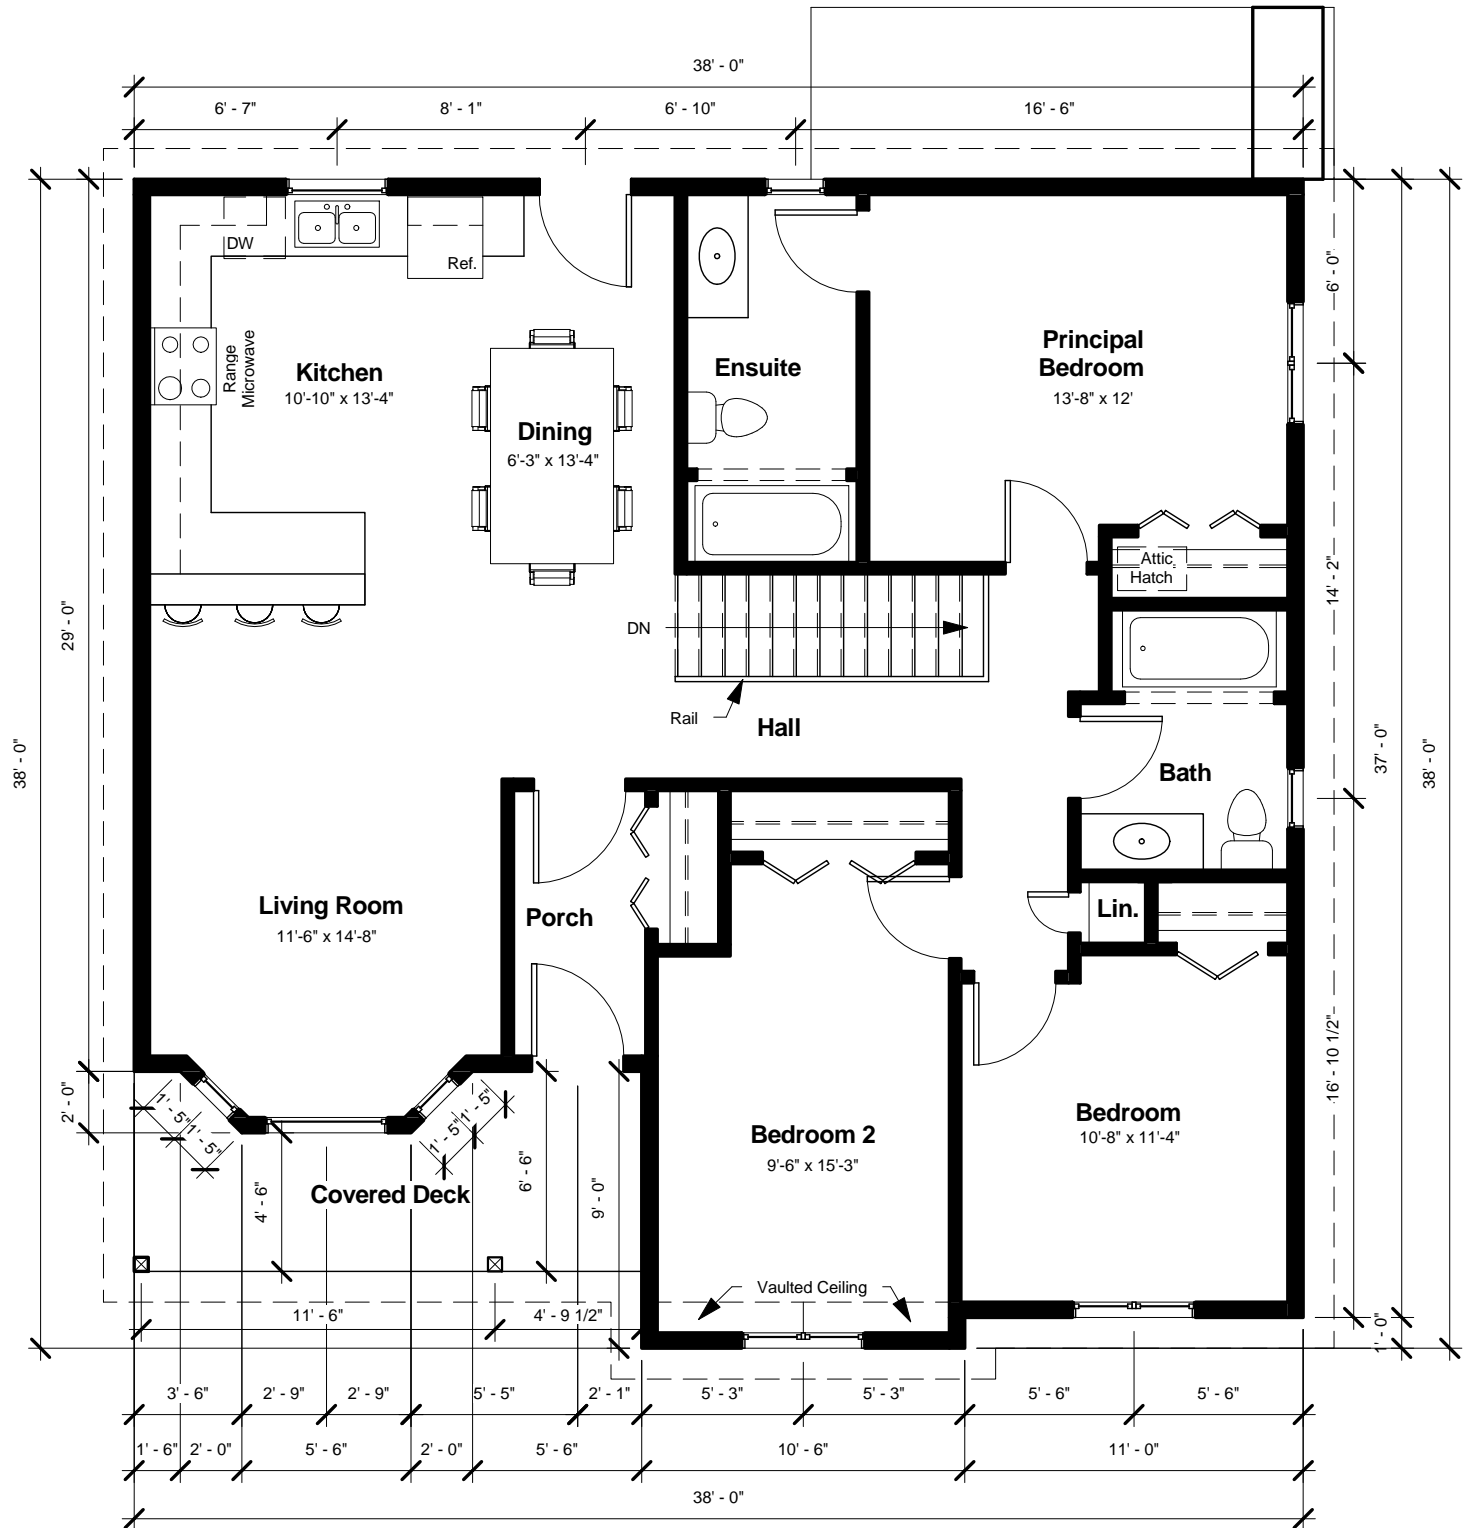 38' - 0"
6' - 7"
8' - 1"
6' - 10"
16' - 6"
DW
Ref.
6' - 0"
Range
Microwave
Kitchen
10'-10" x 13'-4"
Dining
6'-3" x 13'-4"
Ensuite
Principal
Bedroom
13'-8" x 12'
Attic
Hatch
14' - 2"
29' - 0"
DN
Rail
Hall
38' - 0"
37' - 0"
38' - 0"
Bath
Living Room
11'-6" x 14'-8"
Porch
Lin.
16' - 10 1/2"
2' - 0"
1' - 5"
1' - 5"
1' - 5"
1' - 5"
Bedroom 2
9'-6" x 15'-3"
Bedroom
10'-8" x 11'-4"
Covered Deck
4' - 6"
6' - 6"
9' - 0"
Vaulted Ceiling
11' - 6"
4' - 9 1/2"
1' - 0"
3' - 6"
2' - 9"
2' - 9"
5' - 5"
2' - 1"
5' - 3"
5' - 3"
5' - 6"
5' - 6"
1' - 6"
2' - 0"
5' - 6"
2' - 0"
5' - 6"
10' - 6"
11' - 0"
38' - 0"